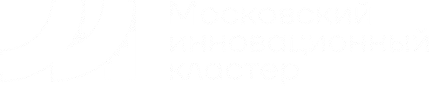 Московский
инновационный
кластер